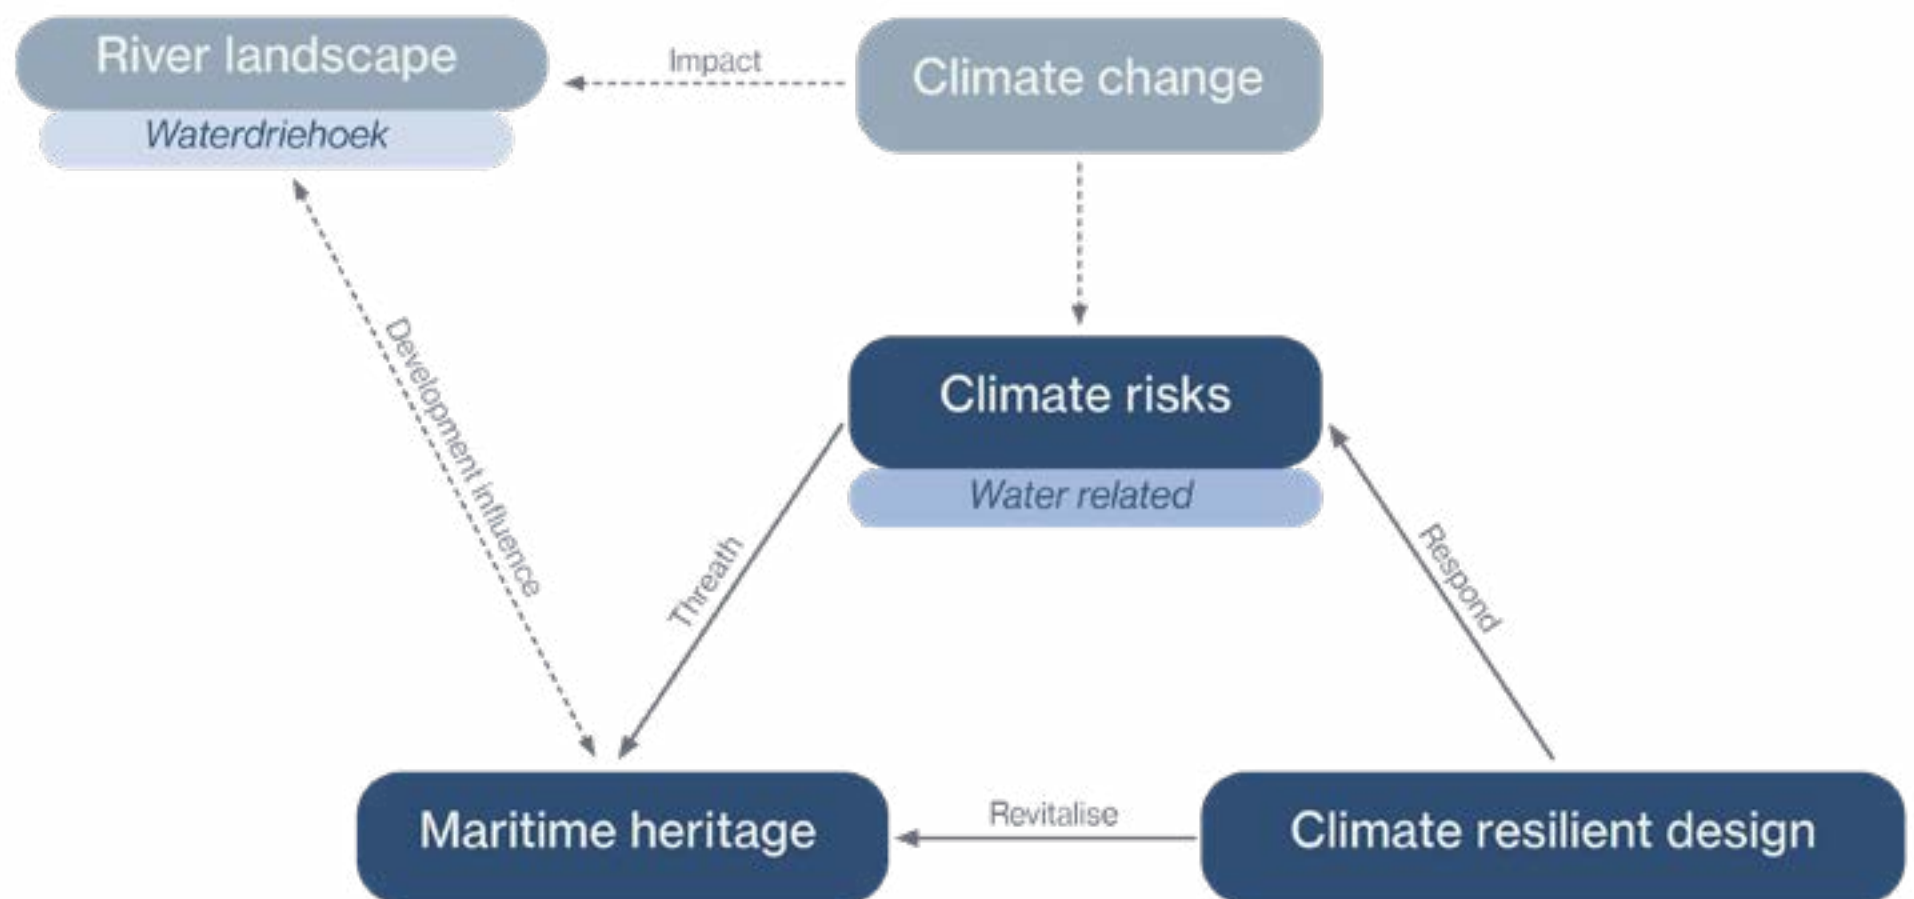 River landscape
Waterdriehoek
Impact
Climate change
Development influence
Climate risks
Water related
Threath
Respond
Maritime heritage
Revitalise
Climate resilient design